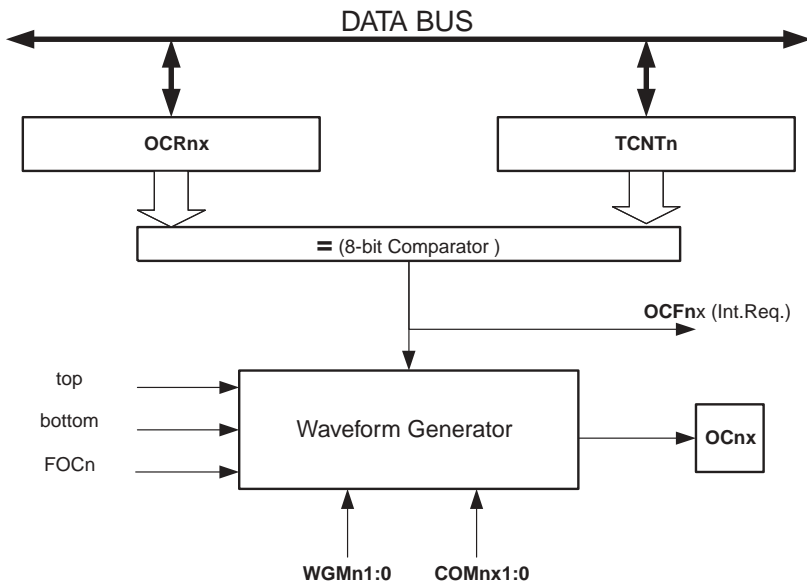 DATA BUS
OCRnx
TCNTn
= (8-bit Comparator )
OCFnx (Int.Req.)
top
bottom
FOCn
Waveform Generator
OCnx
WGMn1:0
COMnx1:0